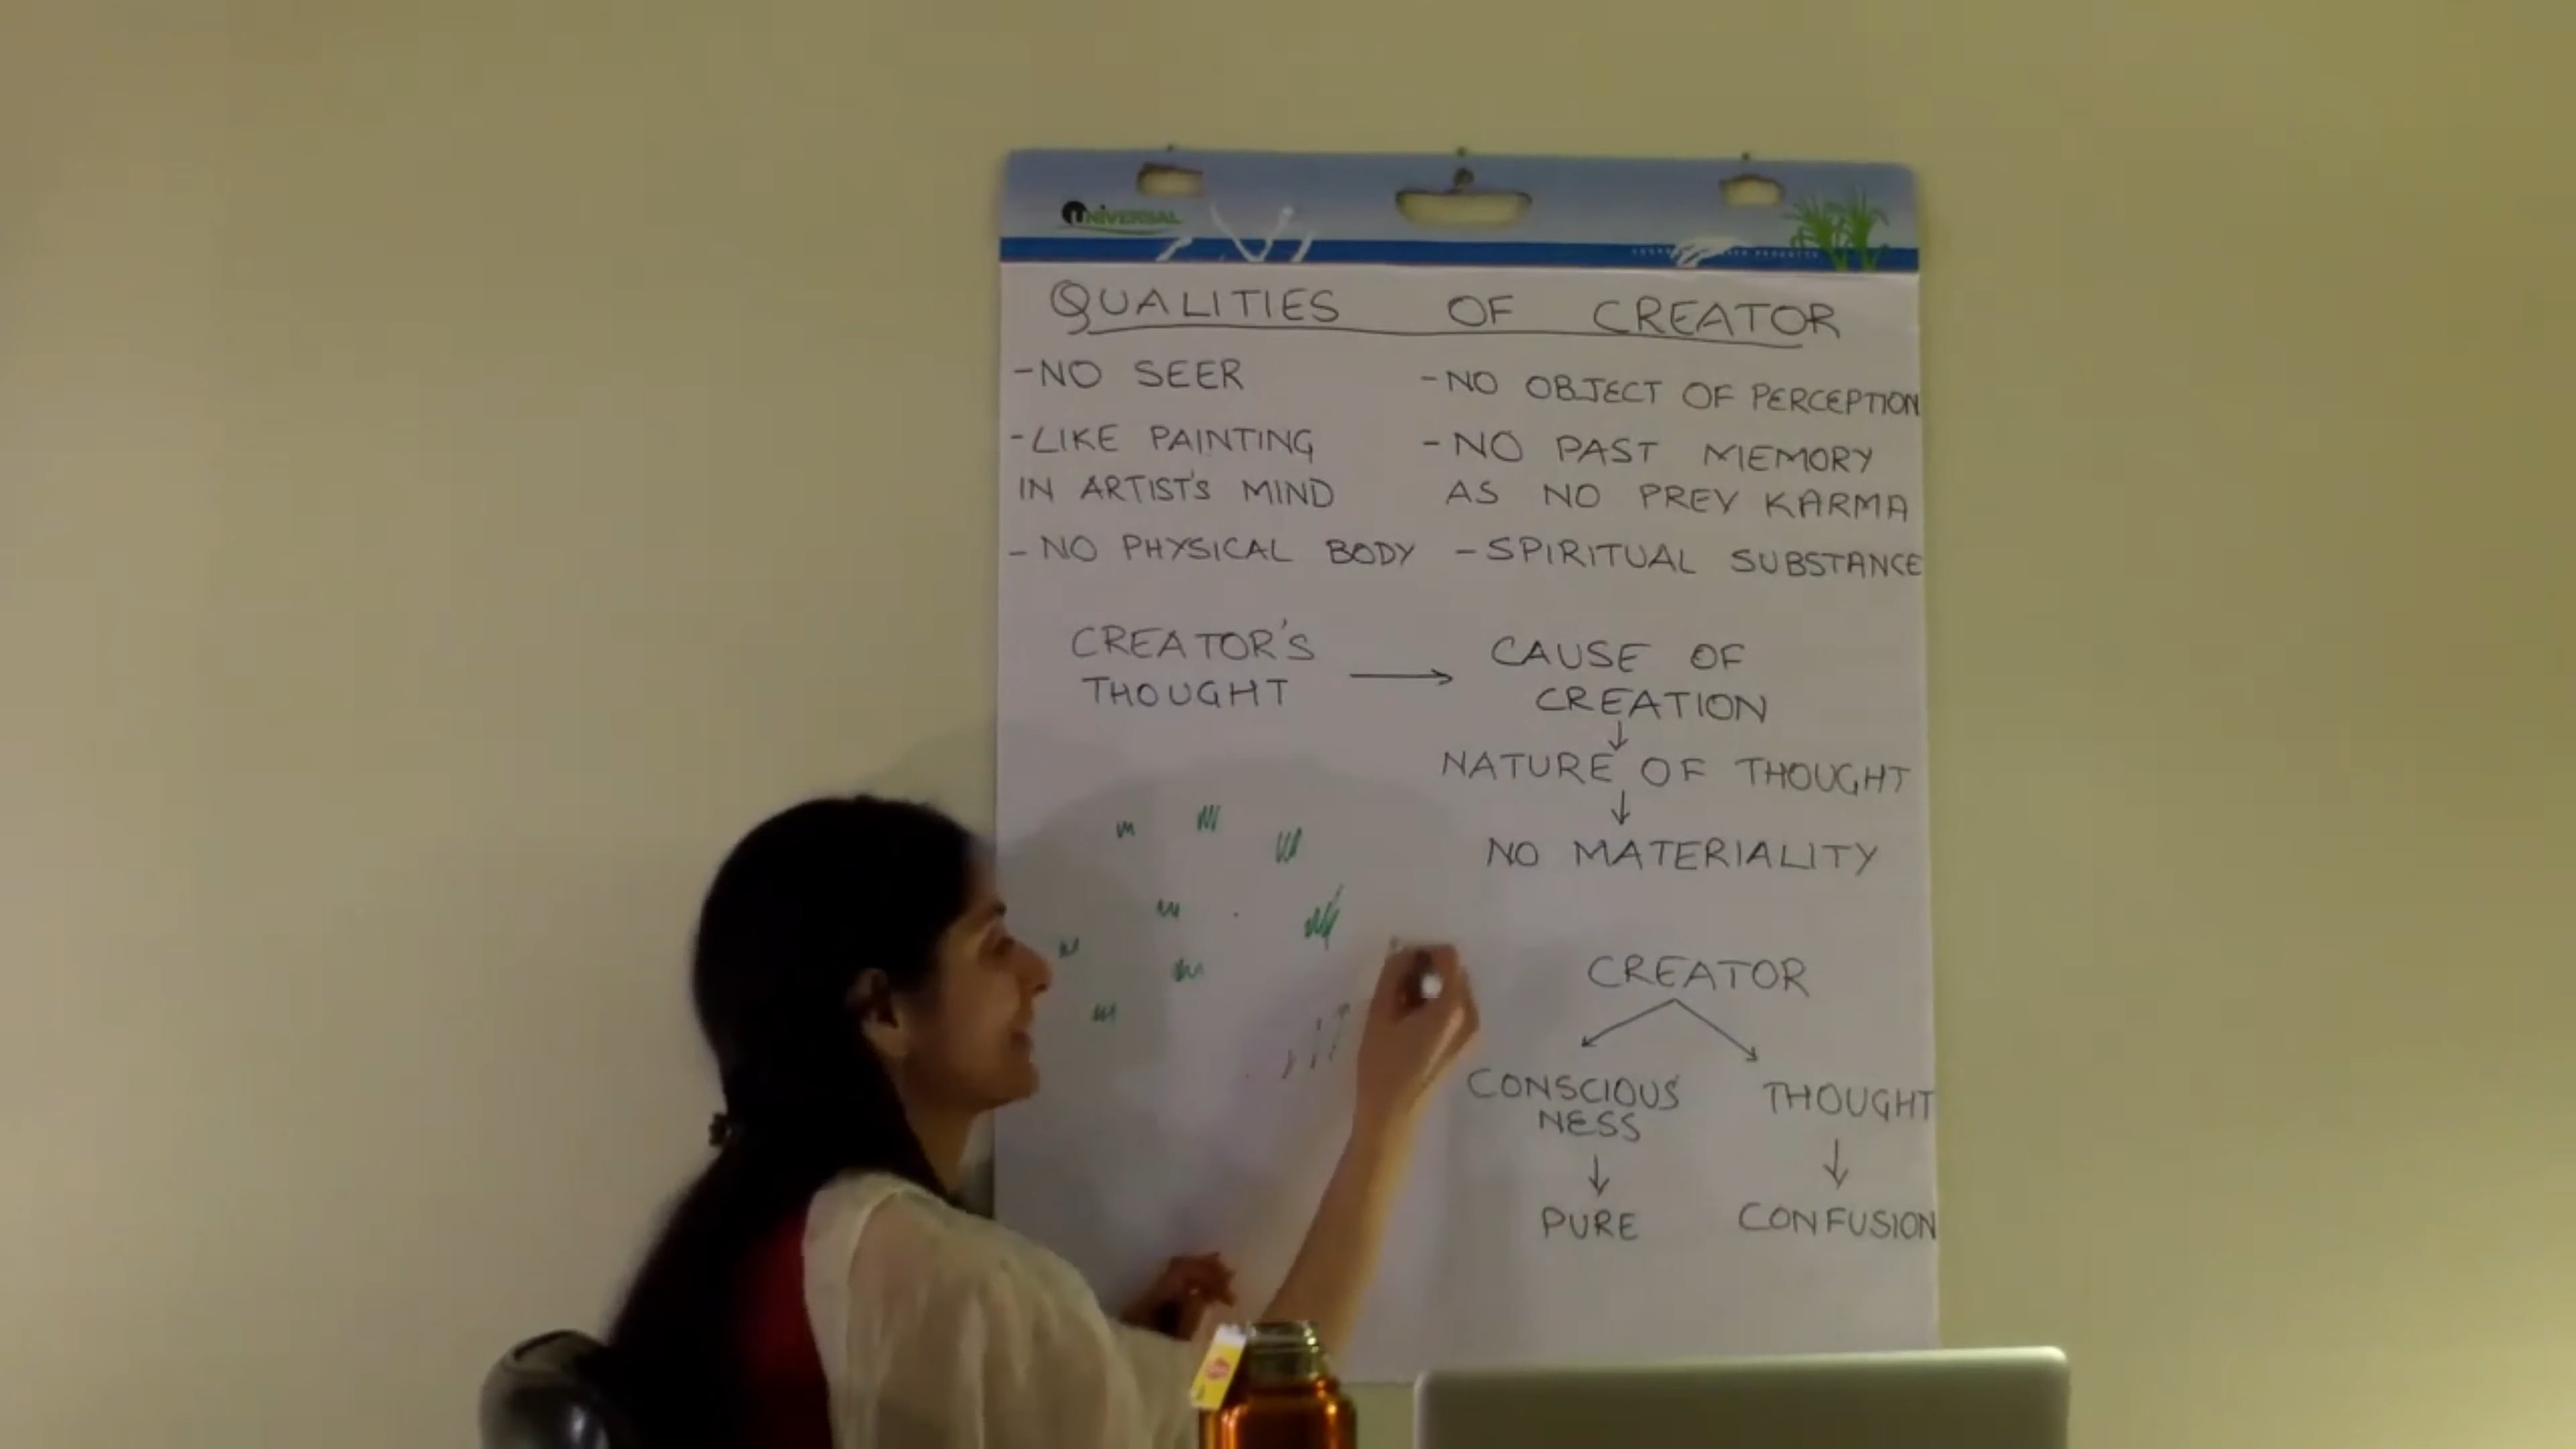 UNIVERSAL
QUALITIES OF CREATOR
-NO SEER
-NO OBJECT OF PERCEPTION
-LIKE PAINTING
IN ARTIST'S MIND
-NO PAST MEMORY
AS NO PREV KARMA
-NO PHYSICAL BODY
-SPIRITUAL SUBSTANCE
CREATOR'S
THOUGHT
→
CAUSE OF
CREATION
↓
NATURE OF THOUGHT
↓
NO MATERIALITY
CREATOR
CONSCIOUS
NESS
↓
PURE
THOUGHT
↓
CONFUSION